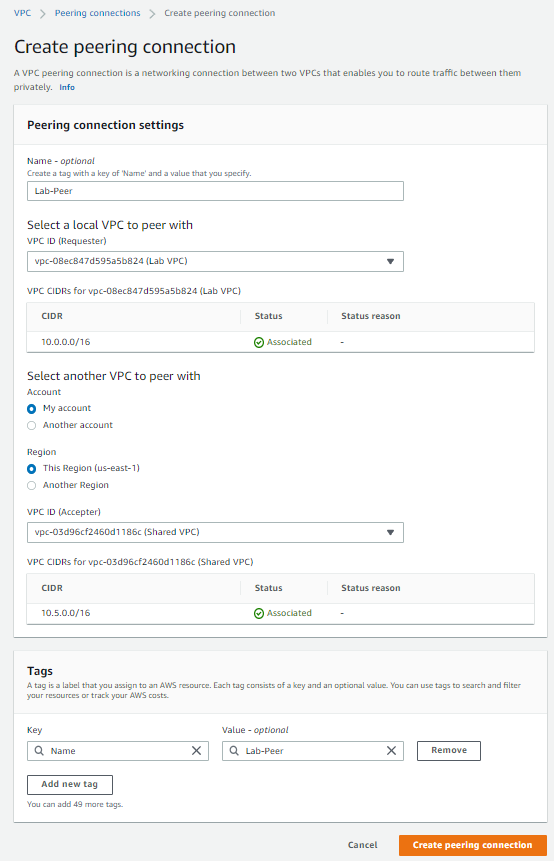 VPC > Peering connections > Create peering connection
Create peering connection
A VPC peering connection is a networking connection between two VPCs that enables you to route traffic between them
privately. Info
Peering connection settings
Name - optional
Create a tag with a key of 'Name' and a value that you specify.
Lab-Peer
Select a local VPC to peer with
VPC ID (Requester)
vpc-08ec847d595a5b824 (Lab VPC)
VPC CIDRs for vpc-08ec847d595a5b824 (Lab VPC)
CIDR Status Status reason
10.0.0.0/16 Associated -
Select another VPC to peer with
Account
My account
Another account
Region
This Region (us-east-1)
Another Region
VPC ID (Accepter)
vpc-03d96cf2460d1186c (Shared VPC)
VPC CIDRs for vpc-03d96cf2460d1186c (Shared VPC)
CIDR Status Status reason
10.5.0.0/16 Associated -
Tags
A tag is a label that you assign to an AWS resource. Each tag consists of a key and an optional value. You can use tags to search and filter
your resources or track your AWS costs.
Key Value - optional
Name Lab-Peer Remove
Add new tag
You can add 49 more tags.
Cancel Create peering connection